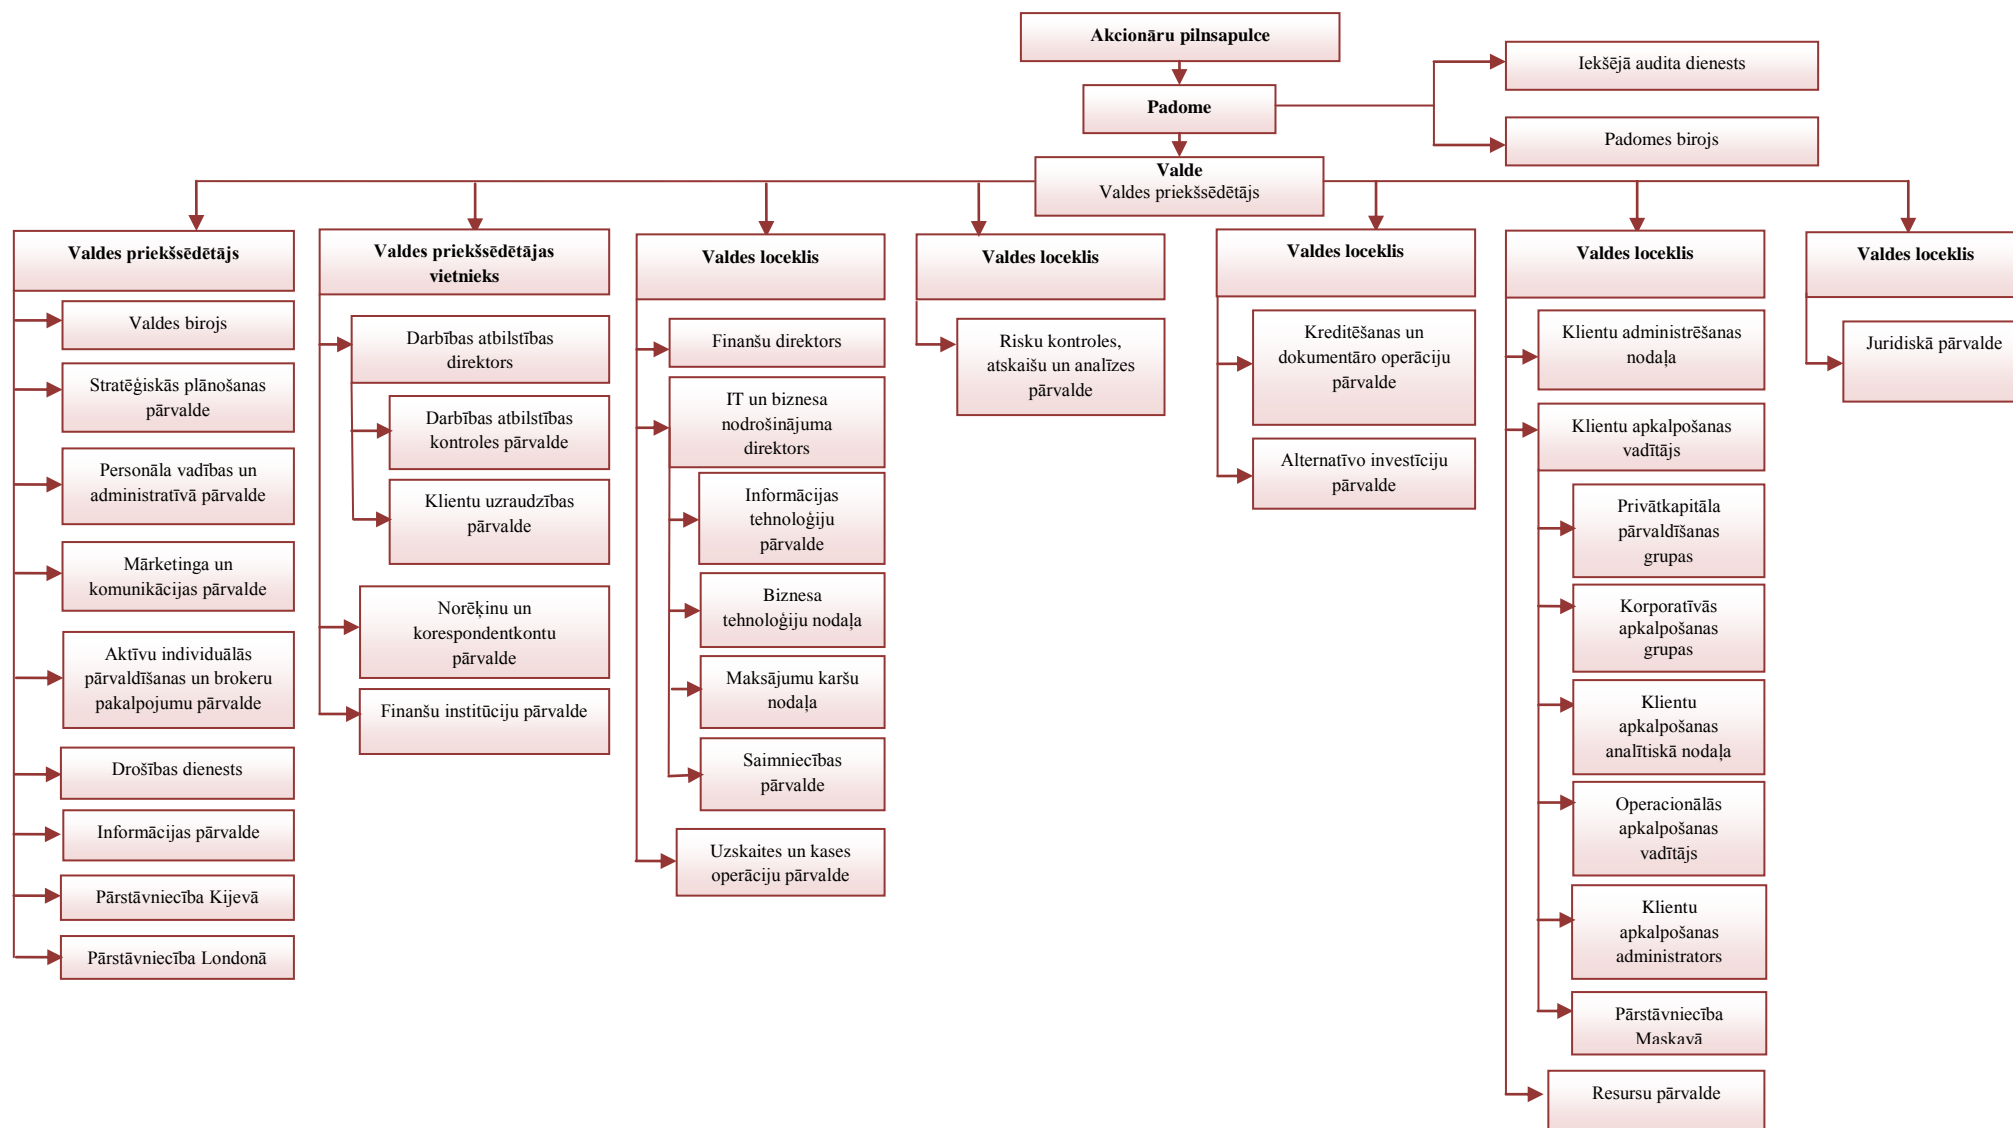 Akcionāru pilnsapulce
Iekšējā audita dienests
Padome
Padomes birojs
Valde
Valdes priekšsēdētājs
Valdes priekšsēdētājs
Valdes birojs
Stratēģiskās plānošanas
pārvalde
Personāla vadības un
administratīvā pārvalde
Mārketinga un
komunikācijas pārvalde
Aktīvu individuālās
pārvaldīšanas un brokeru
pakalpojumu pārvalde
Drošības dienests
Informācijas pārvalde
Pārstāvniecība Kijevā
Pārstāvniecība Londonā
Valdes priekšsēdētājas
vietnieks
Darbības atbilstības
direktors
Darbības atbilstības
kontroles pārvalde
Klientu uzraudzības
pārvalde
Norēķinu un
korespondentkontu
pārvalde
Finanšu institūciju pārvalde
Valdes loceklis
Finanšu direktors
IT un biznesa
nodrošinājuma
direktors
Informācijas
tehnoloģiju
pārvalde
Biznesa
tehnoloģiju nodaļa
Maksājumu karšu
nodaļa
Saimniecības
pārvalde
Uzskaites un kases
operāciju pārvalde
Valdes loceklis
Risku kontroles,
atskaišu un analīzes
pārvalde
Valdes loceklis
Kreditēšanas un
dokumentāro operāciju
pārvalde
Alternatīvo investīciju
pārvalde
Valdes loceklis
Klientu administrēšanas
nodaļa
Klientu apkalpošanas
vadītājs
Privātkapitāla
pārvaldīšanas
grupas
Korporatīvās
apkalpošanas
grupas
Klientu
apkalpošanas
analītiskā nodaļa
Operacionālās
apkalpošanas
vadītājs
Klientu
apkalpošanas
administrators
Pārstāvniecība
Maskavā
Resursu pārvalde
Valdes loceklis
Juridiskā pārvalde